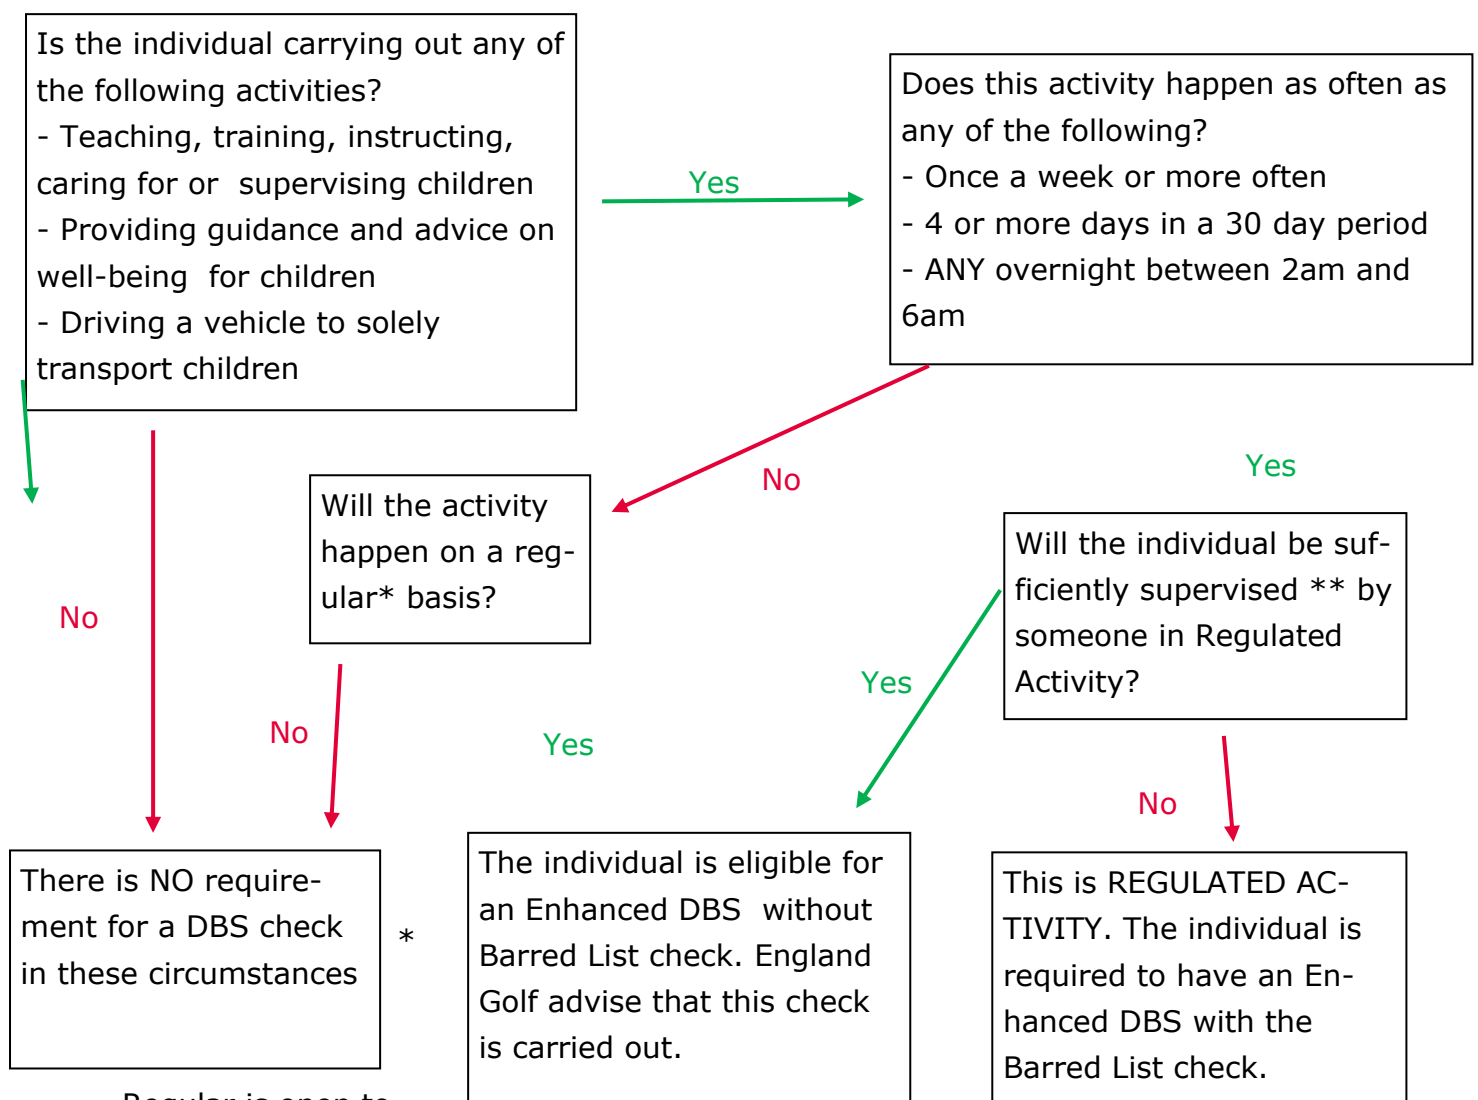 Is the individual carrying out any of
the following activities?
- Teaching, training, instructing,
caring for or  supervising children
- Providing guidance and advice on
well-being  for children
- Driving a vehicle to solely
transport children
Yes
Does this activity happen as often as
any of the following?
- Once a week or more often
- 4 or more days in a 30 day period
- ANY overnight between 2am and
6am
No
Yes
Will the activity
happen on a reg-
ular* basis?
Will the individual be suf-
ficiently supervised ** by
someone in Regulated
Activity?
No
No
Yes
Yes
No
There is NO require-
ment for a DBS check
in these circumstances
*
The individual is eligible for
an Enhanced DBS  without
Barred List check. England
Golf advise that this check
is carried out.
This is REGULATED AC-
TIVITY. The individual is
required to have an En-
hanced DBS with the
Barred List check.
Regular is open to